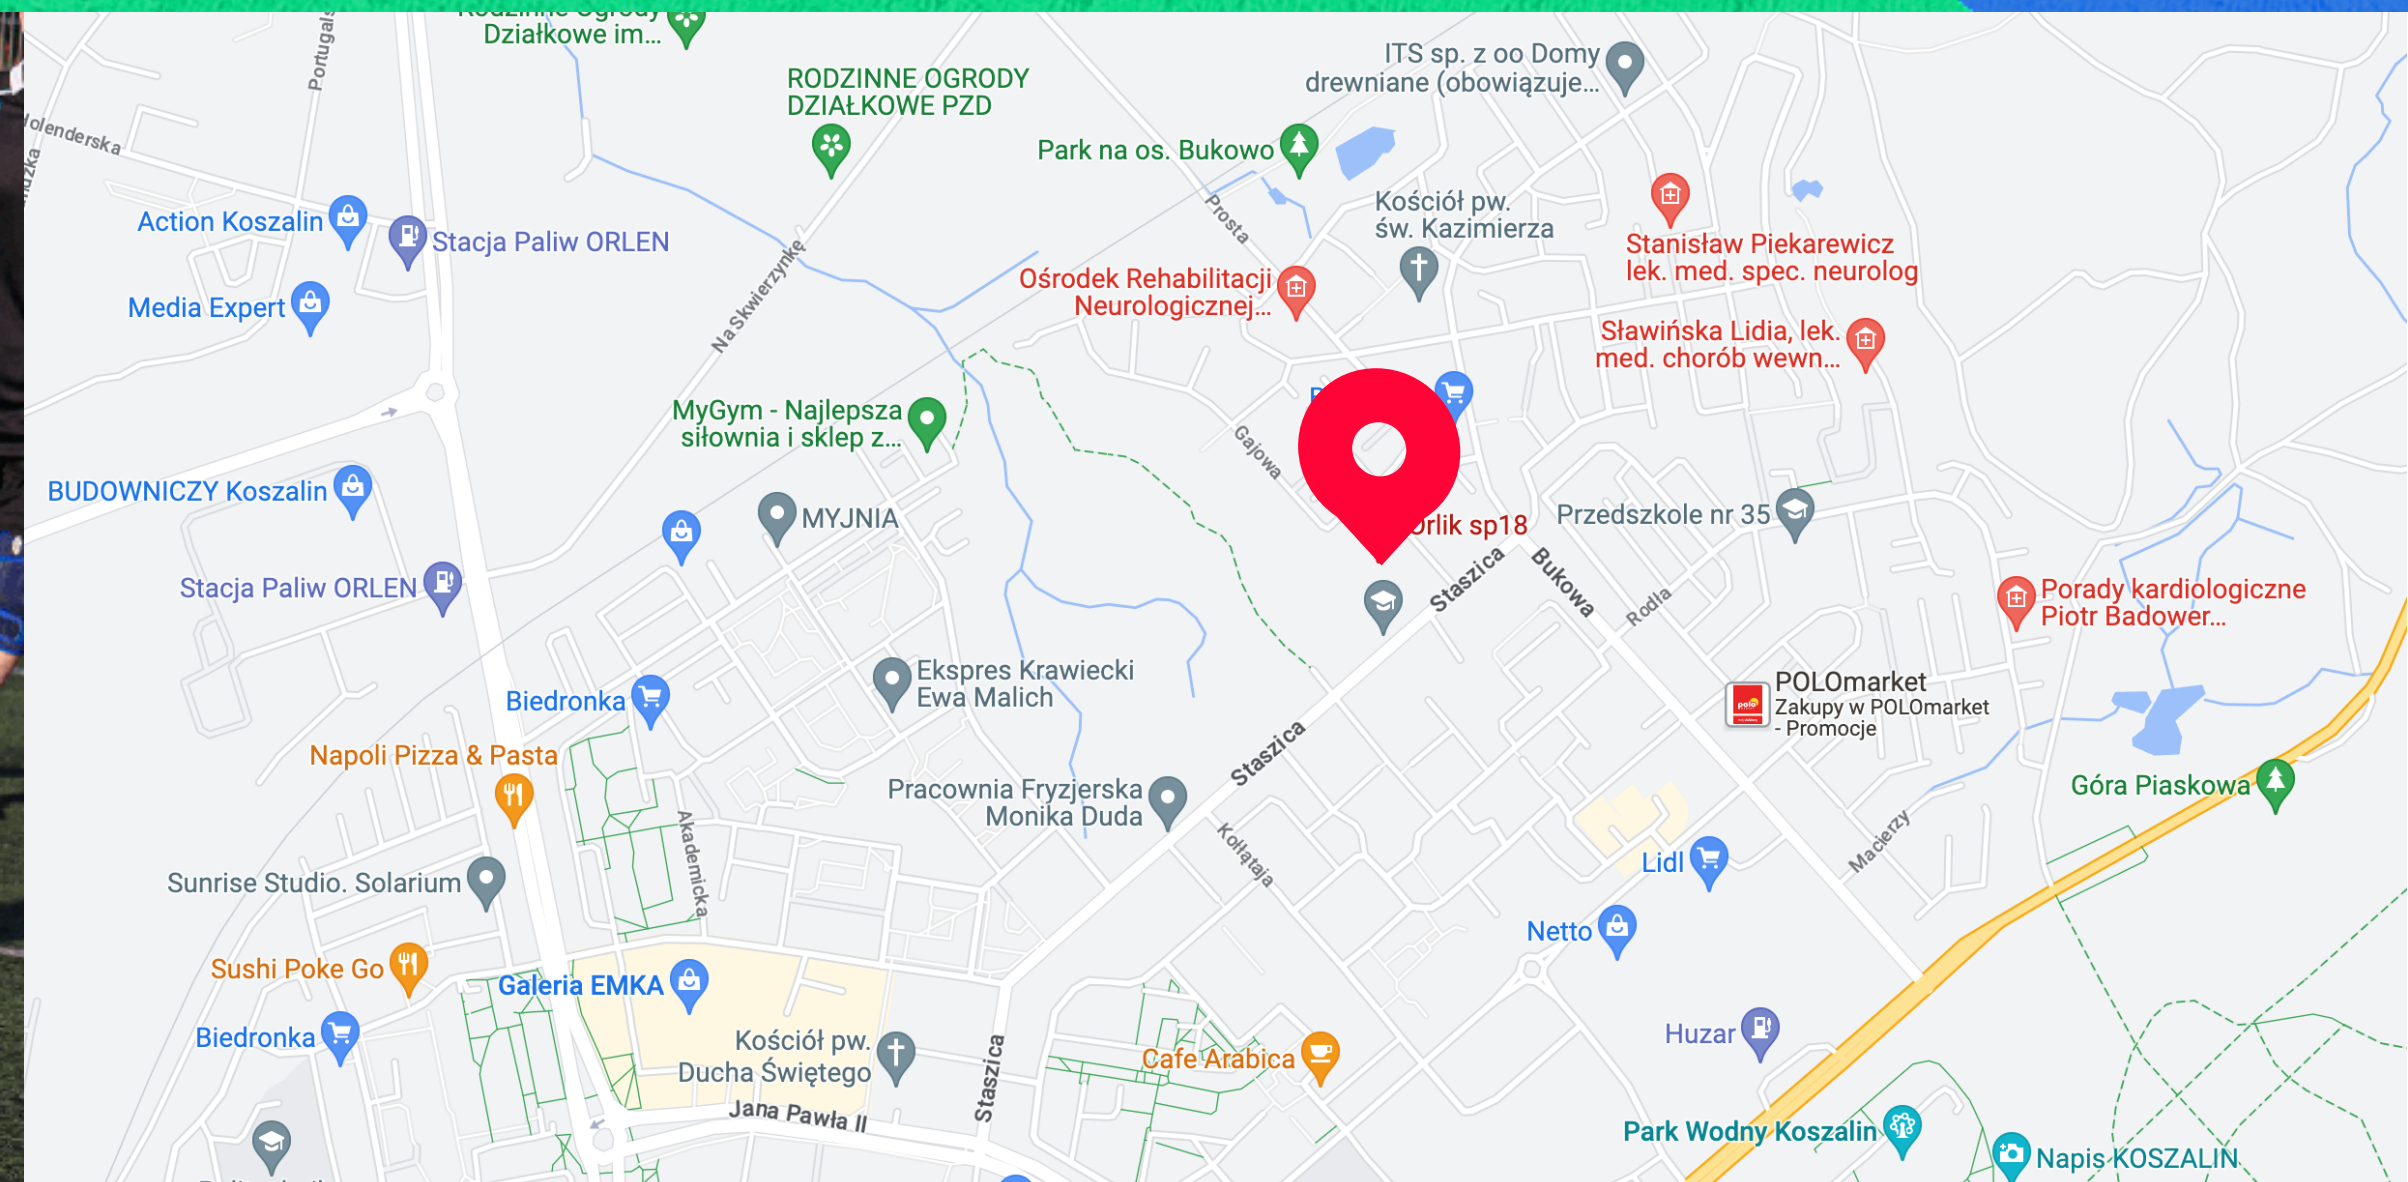 Rodzinne Ogrody
Działkowe im...
RODZINNE OGRODY
DZIAŁKOWE PZD
ITS sp. z oo Domy
drewniane (obowiązuje...
Park na os. Bukowo
Kościół pw.
św. Kazimierza
Stanisław Piekarewicz
lek. med. spec. neurolog
Action Koszalin
Stacja Paliw ORLEN
Media Expert
Na Skwierzynkę
Prosta
Ośrodek Rehabilitacji
Neurologicznej...
Sławińska Lidia, lek.
med. chorób wewn...
MyGym - Najlepsza
siłownia i sklep z...
Gajowa
BUDOWNICZY Koszalin
MYJNIA
Orlik sp18
Przedszkole nr 35
Staszica
Bukowa
Rodła
Stacja Paliw ORLEN
Porady kardiologiczne
Piotr Badower...
Ekspres Krawiecki
Ewa Malich
Biedronka
POLOmarket
Zakupy w POLOmarket
- Promocje
polo
Napoli Pizza & Pasta
Staszica
Pracownia Fryzjerska
Monika Duda
Góra Piaskowa
Akademicka
Kołłątaja
Macierzy
Lidl
Sunrise Studio. Solarium
Netto
Sushi Poke Go
Galeria EMKA
Biedronka
Kościół pw.
Ducha Świętego
Staszica
Cafe Arabica
Huzar
Jana Pawła II
Park Wodny Koszalin
Napis KOSZALIN